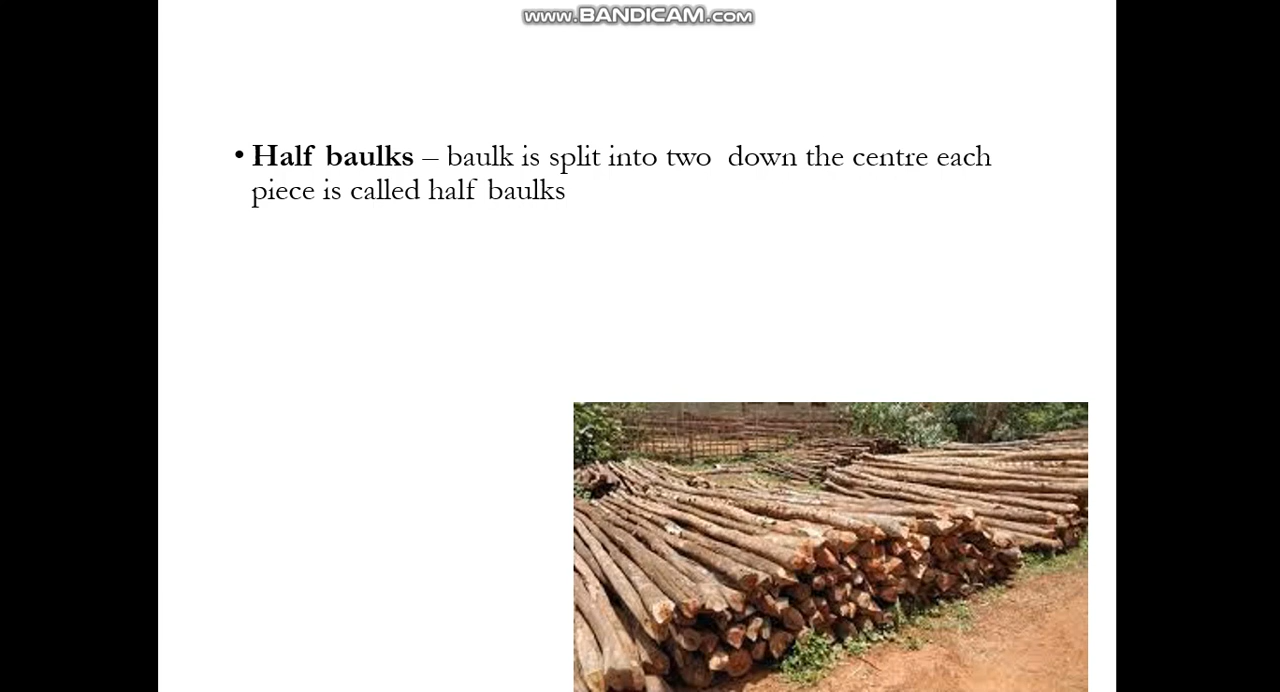 www.BANDICAM.com
• Half baulks – baulk is split into two down the centre each
piece is called half baulks